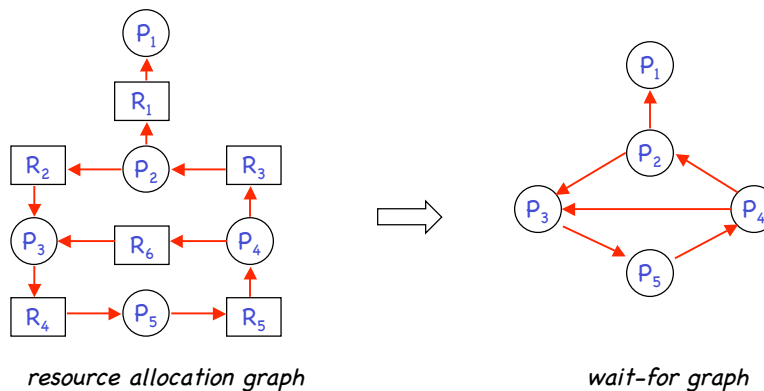 P1
R1
R2
P2
R3
P3
R6
P4
R4
P5
R5
resource allocation graph
P1
P2
P3
P4
P5
wait-for graph